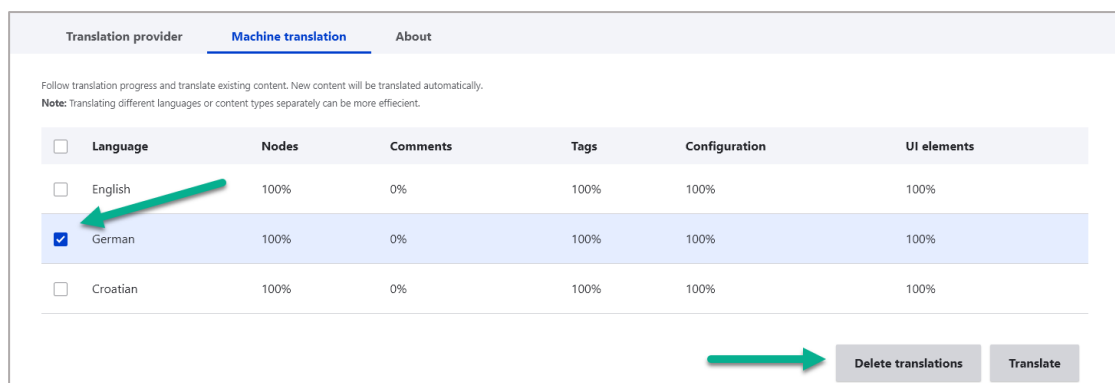 Translation provider Machine translation About
Follow translation progress and translate existing content. New content will be translated automatically.
Note: Translating different languages or content types separately can be more effiecient.
Language Nodes Comments Tags Configuration UI elements
English 100% 0% 100% 100% 100%
German 100% 0% 100% 100% 100%
Croatian 100% 0% 100% 100% 100%
Delete translations Translate